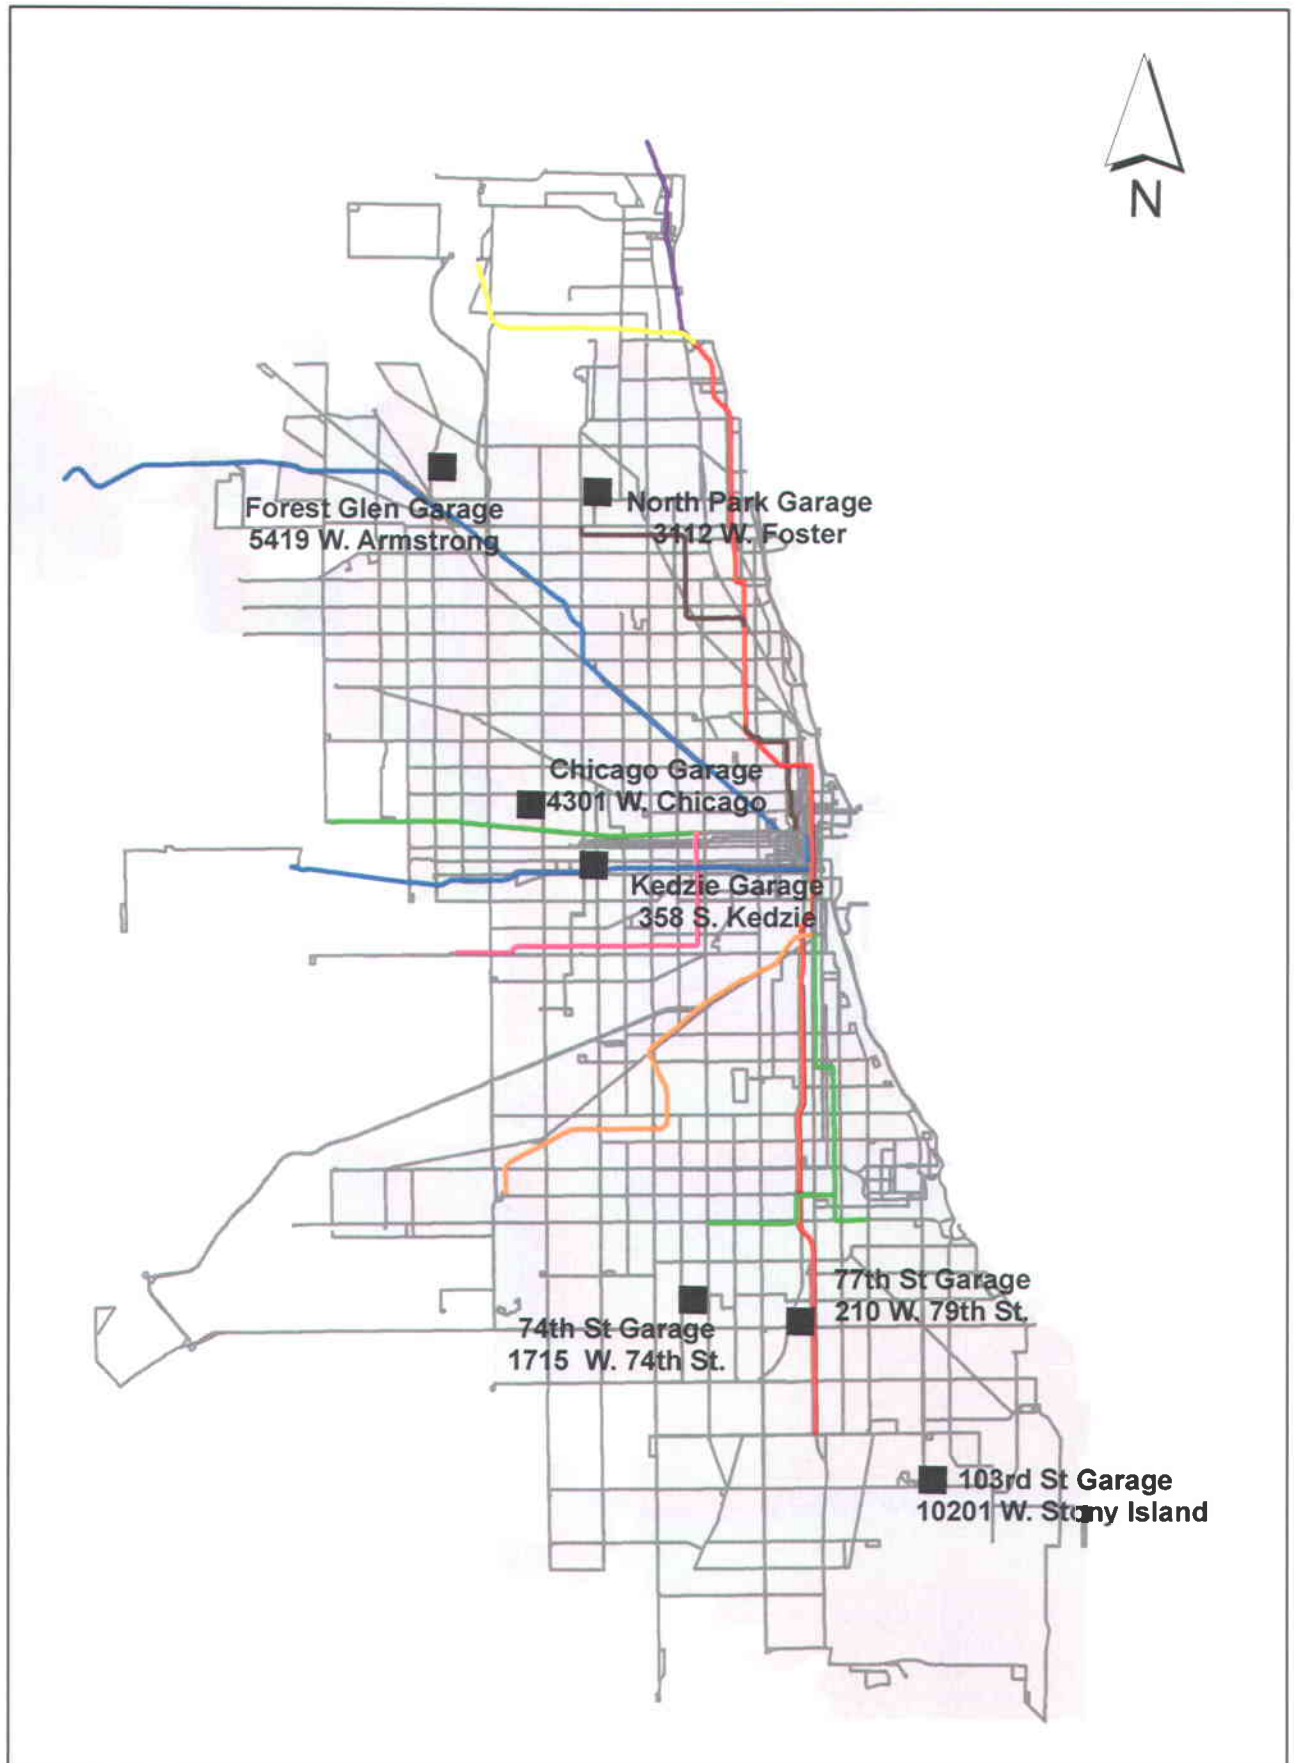 N
Forest Glen Garage
5419 W. Armstrong
North Park Garage
3112 W. Foster
Chicago Garage
4301 W. Chicago
Kedzie Garage
358 S. Kedzie
77th St Garage
210 W. 79th St.
74th St Garage
1715 W. 74th St.
103rd St Garage
10201 W. Stony Island